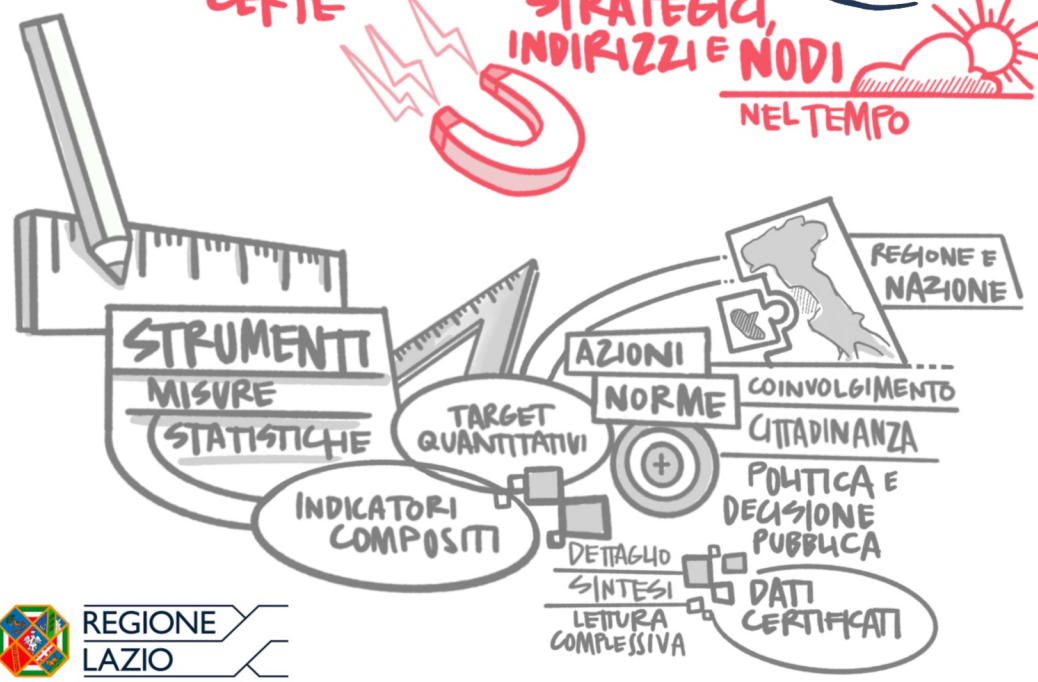 STRATEGICI,
INDIRIZZI E NODI
NEL TEMPO
REGIONE E
NAZIONE
STRUMENTI
MISURE
STATISTICHE
AZIONI
NORME
TARGET
QUANTITATIVI
COINVOLGIMENTO
CITTADINANZA
POLITICA E
DECISIONE
PUBBLICA
INDICATORI
COMPOSITI
DETTAGLIO
SINTESI
LETTURA
COMPLESSIVA
DATI
CERTIFICATI
REGIONE
LAZIO